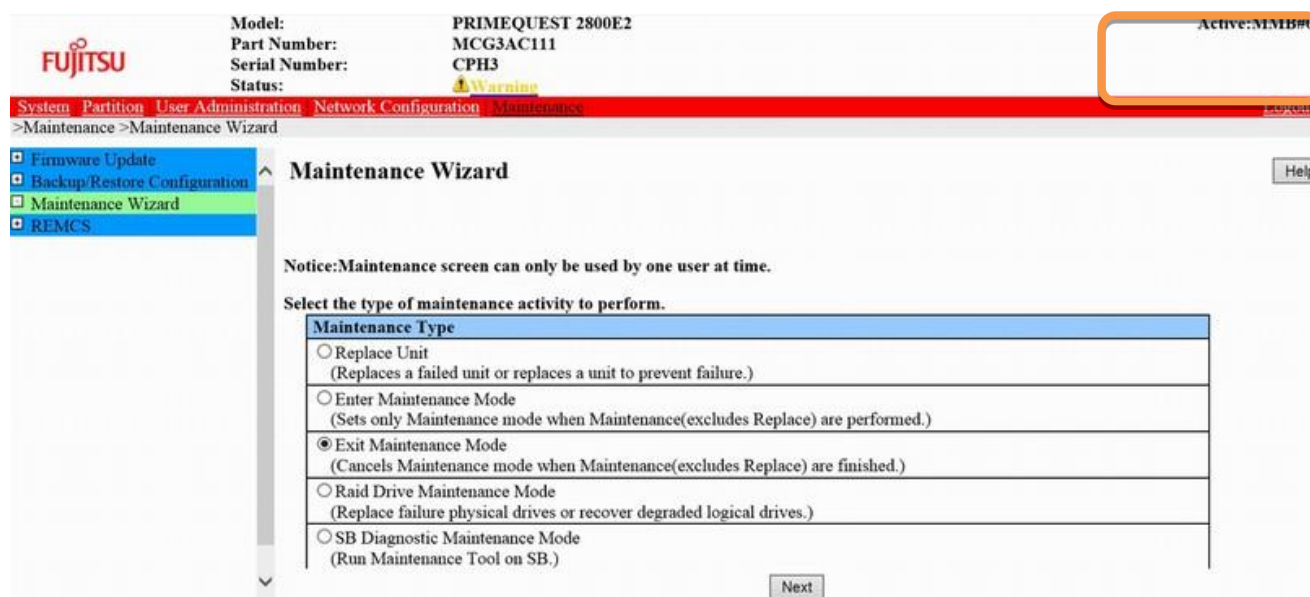 FUJITSU
Model: PRIMEQUEST 2800E2
Part Number: MCG3AC111
Serial Number: CPH3
Status: Warning
Active:MMB#
System Partition User Administration Network Configuration Maintenance
>Maintenance >Maintenance Wizard
Firmware Update
Backup/Restore Configuration
Maintenance Wizard
REMCS
Maintenance Wizard
Help
Notice:Maintenance screen can only be used by one user at time.
Select the type of maintenance activity to perform.
Maintenance Type
Replace Unit
(Replaces a failed unit or replaces a unit to prevent failure.)
Enter Maintenance Mode
(Sets only Maintenance mode when Maintenance(excludes Replace) are performed.)
Exit Maintenance Mode
(Cancels Maintenance mode when Maintenance(excludes Replace) are finished.)
Raid Drive Maintenance Mode
(Replace failure physical drives or recover degraded logical drives.)
SB Diagnostic Maintenance Mode
(Run Maintenance Tool on SB.)
Next